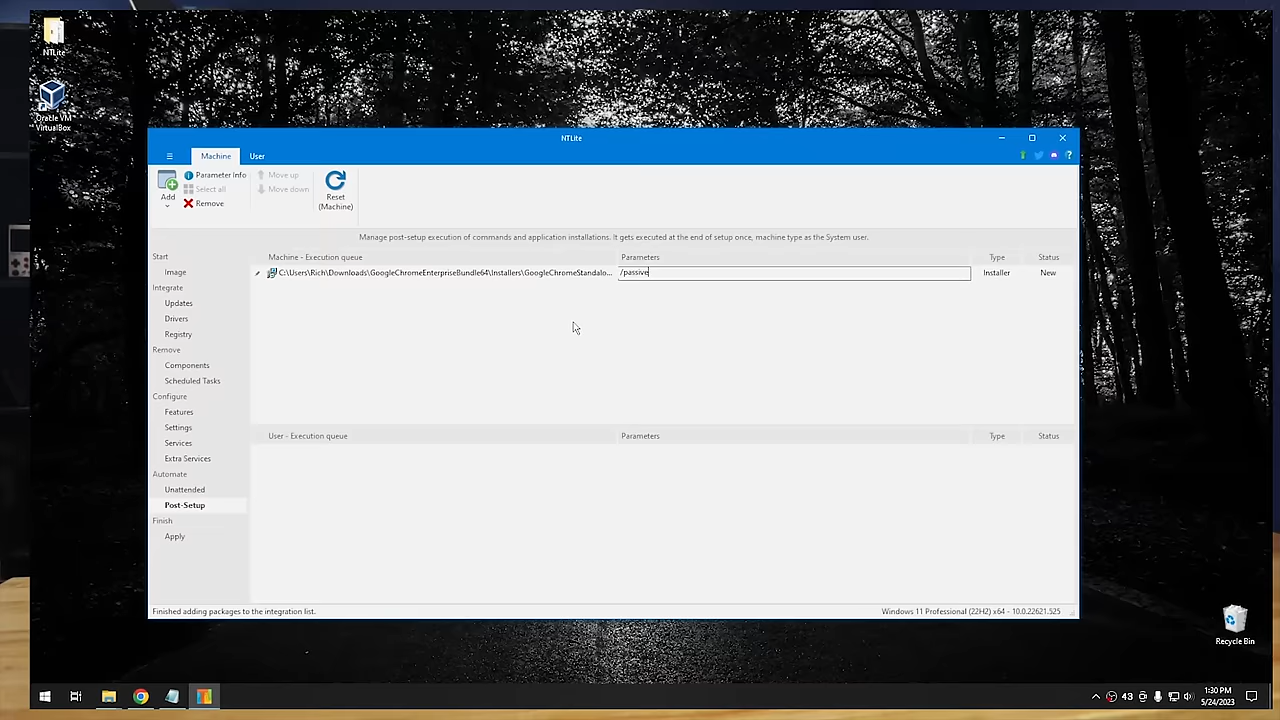 NTLite
Oracle VM
VirtualBox
NTLite
Machine
User
Add
Parameter info
Select all
Remove
Move up
Move down
Reset
(Machine)
Manage post-setup execution of commands and application installations. It gets executed at the end of setup once, machine type as the System user.
Start
Image
Integrate
Updates
Drivers
Registry
Remove
Components
Scheduled Tasks
Configure
Features
Settings
Services
Extra Services
Automate
Unattended
Post-Setup
Finish
Apply
Machine - Execution queue Parameters Type Status
C:\Users\Rich\Downloads\GoogleChromeEnterpriseBundle64\Installers\GoogleChromeStandalo... /passive Installer New
User - Execution queue Parameters Type Status
Finished adding packages to the integration list.
Windows 11 Professional (22H2) x64 - 10.0.22621.525
Recycle Bin
43
1:30 PM
5/24/2023